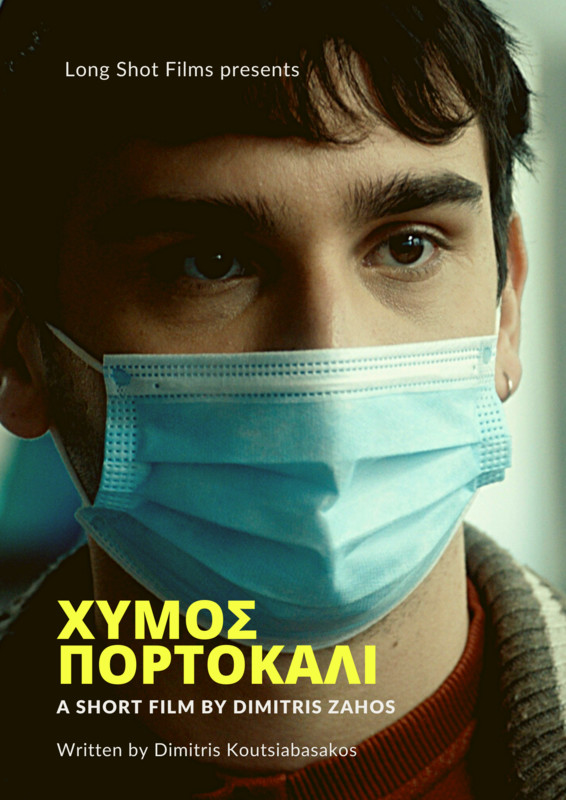 Long Shot Films presents
ΧΥΜΟΣ
ΠΟΡΤΟΚΑΛΙ
A SHORT FILM BY DIMITRIS ZAHOS
Written by Dimitris Koutsiabasakos